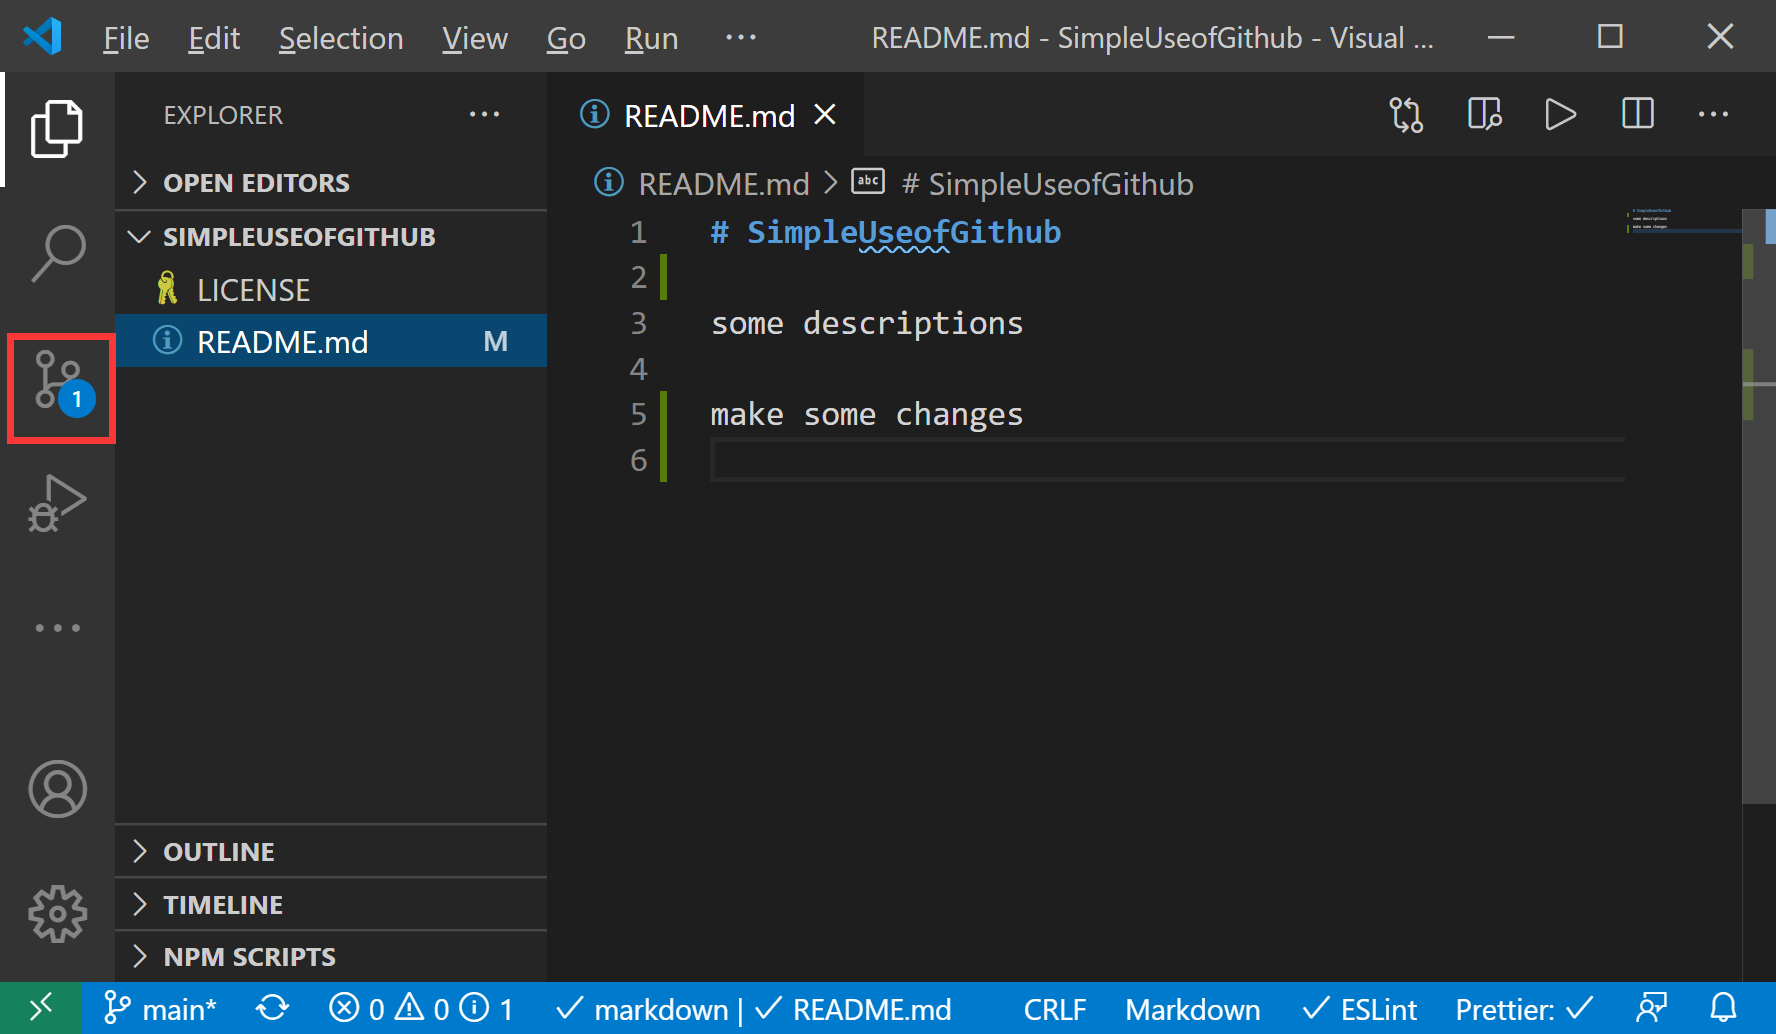 File Edit Selection View Go Run ··· README.md - SimpleUseofGithub - Visual ...
EXPLORER ···
README.md
OPEN EDITORS
README.md > abc # SimpleUseofGithub
SIMPLEUSEOFGITHUB
LICENSE
README.md M
1 # SimpleUseofGithub
2
3 some descriptions
4
5 make some changes
6
1
OUTLINE
TIMELINE
NPM SCRIPTS
main* 0 0 1 markdown | README.md CRLF Markdown ESLint Prettier: